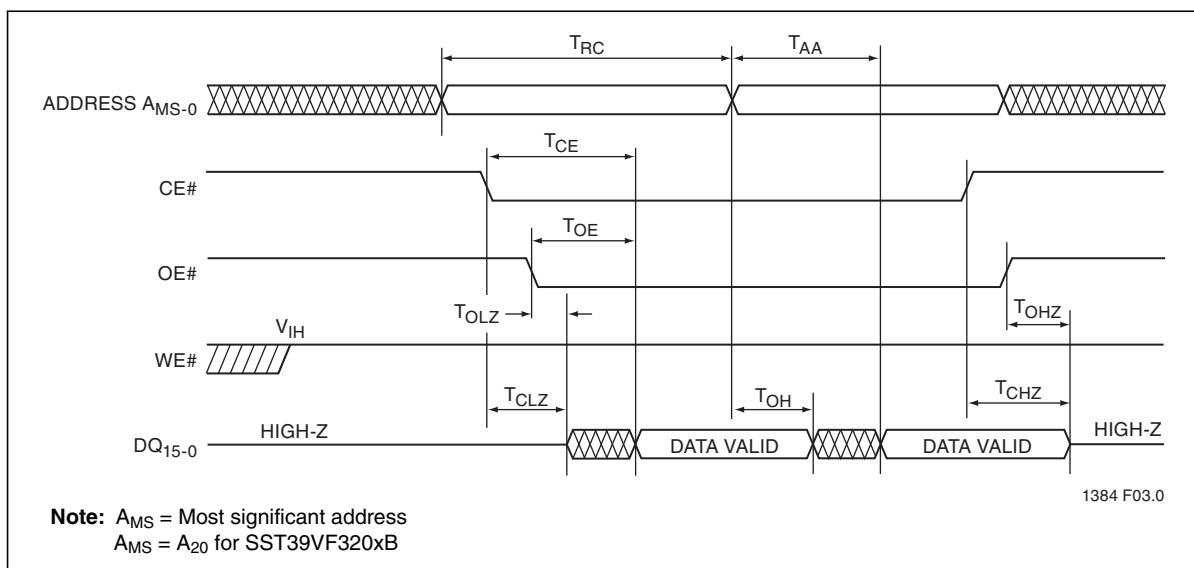 T_RC T_AA
ADDRESS A_MS-0
T_CE
CE#
T_OE
OE#
T_OLZ T_OHZ
V_IH
WE#
T_CLZ T_OH T_CHZ
HIGH-Z HIGH-Z
DQ_15-0 DATA VALID DATA VALID
1384 F03.0
Note: A_MS = Most significant address
A_MS = A_20 for SST39VF320xB